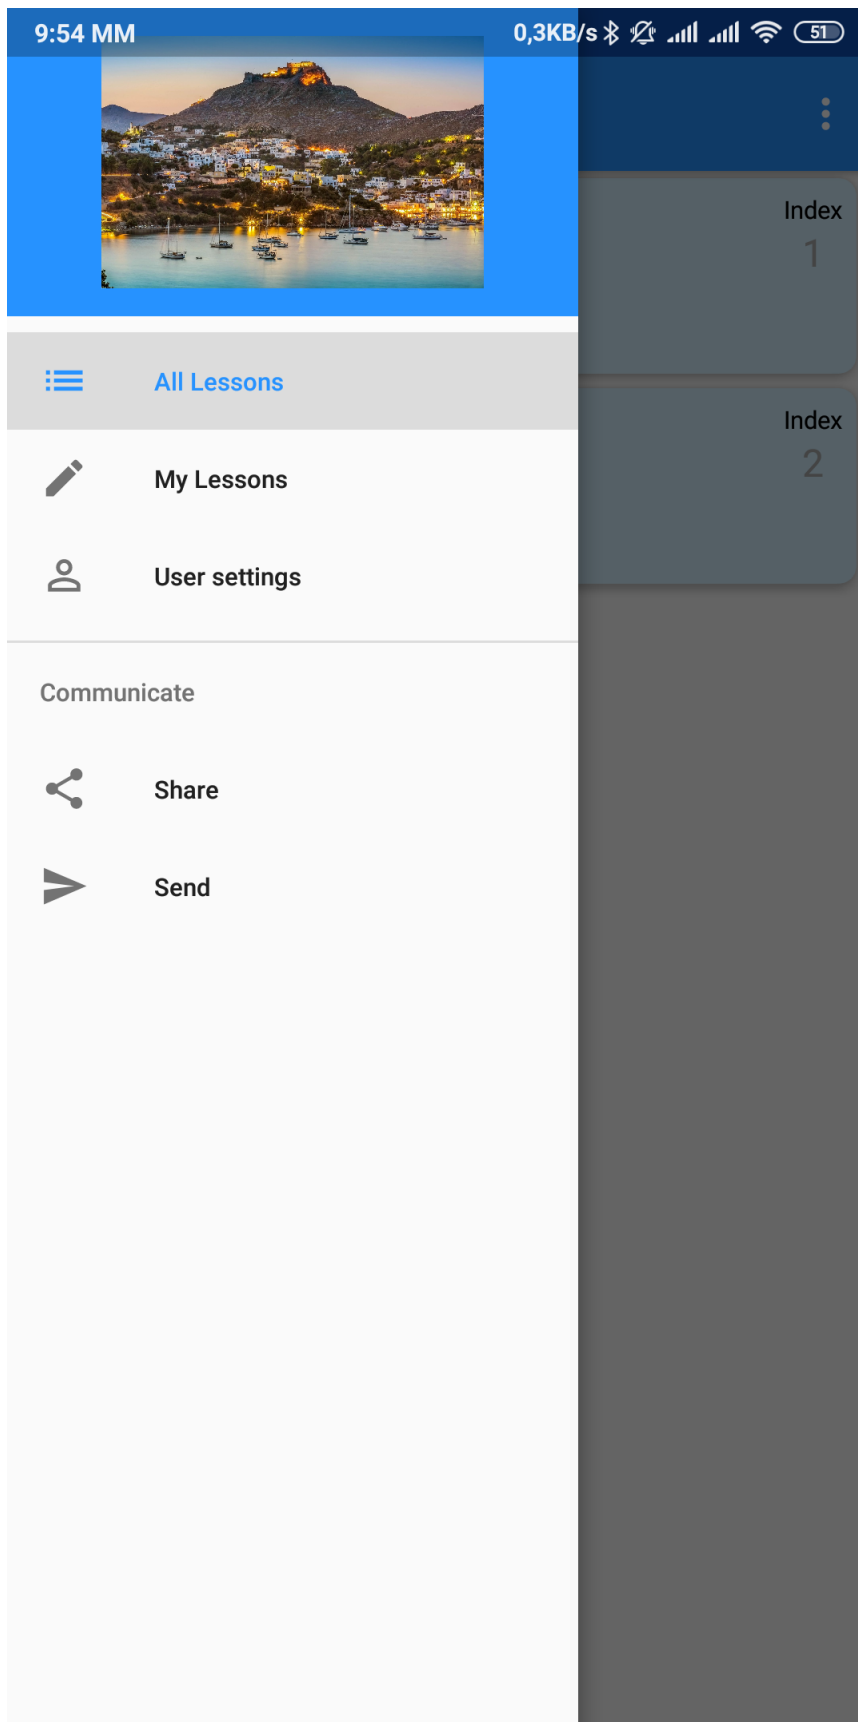 9:54 MM 0,3KB/s 51
Index
1
All Lessons
Index
2
My Lessons
User settings
Communicate
Share
Send